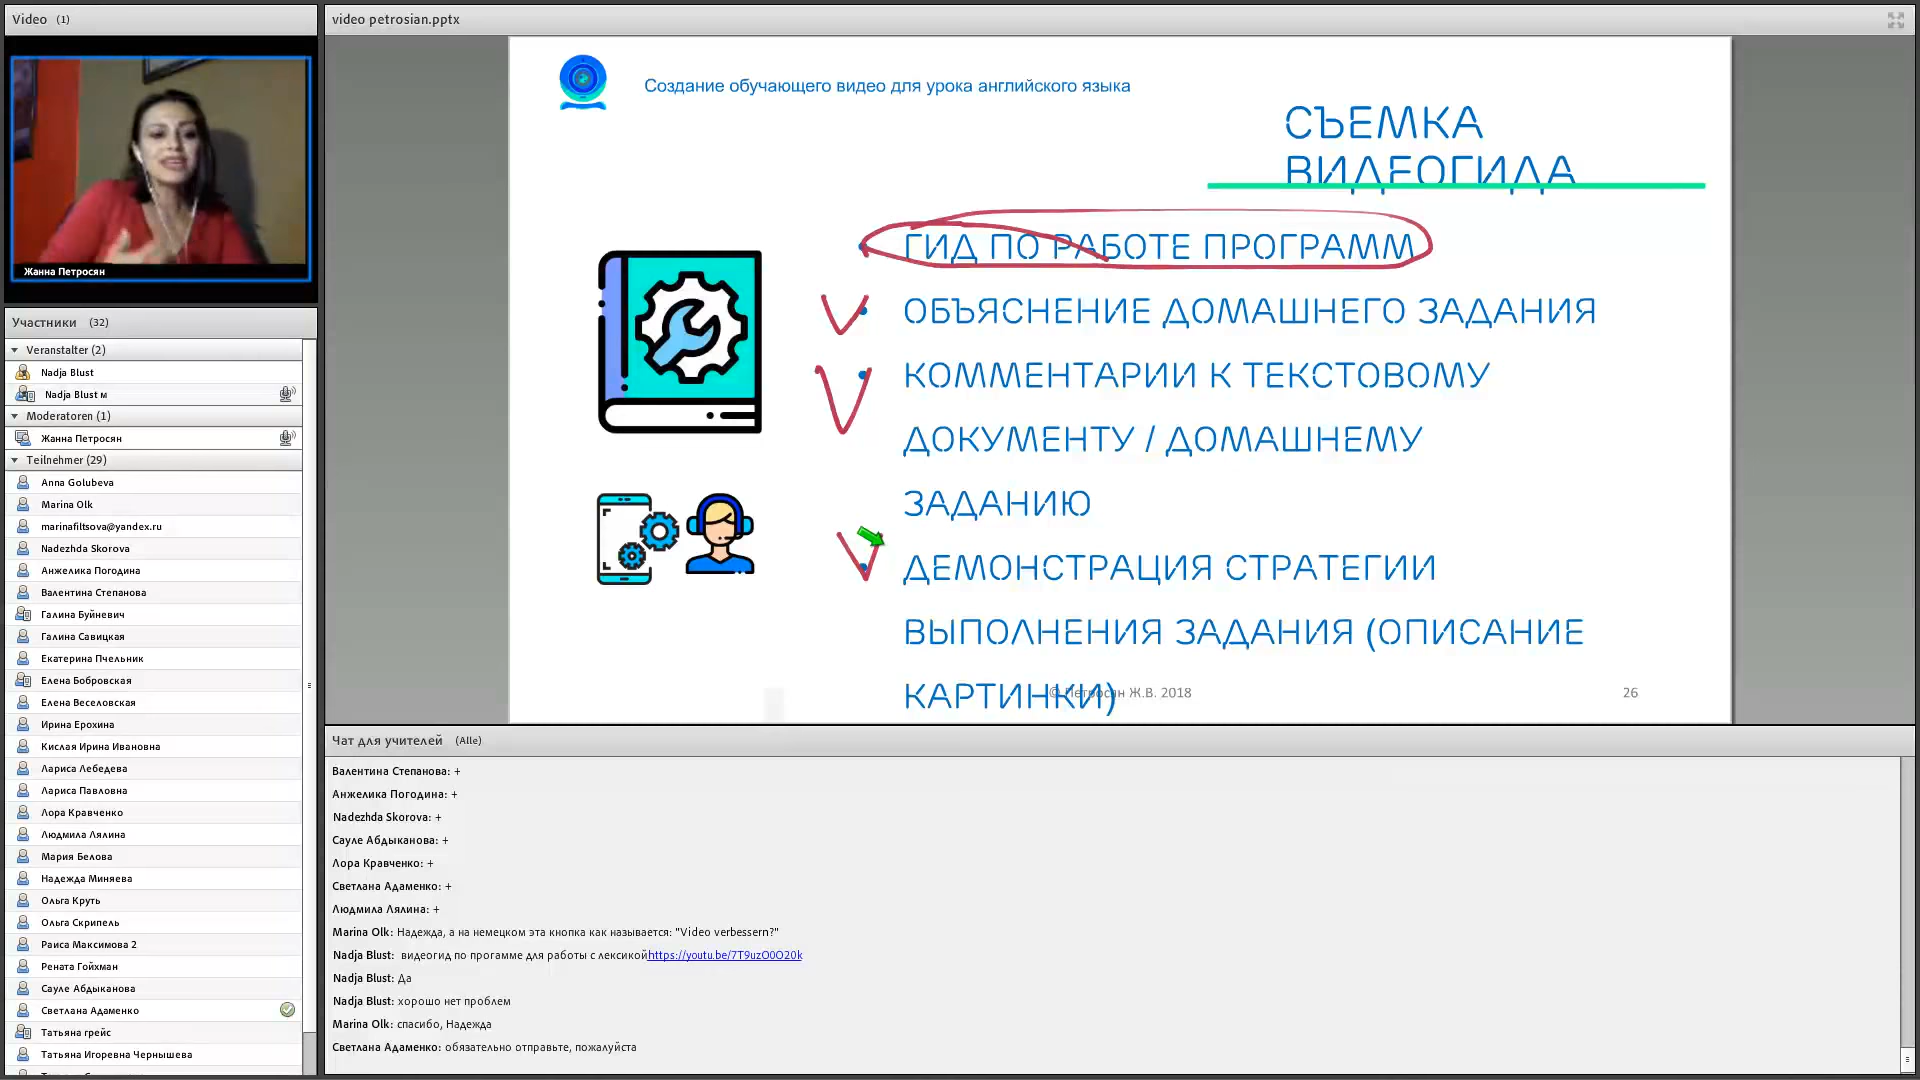 Video (1)
Жанна Петросян
Участники (32)
Veranstalter (2)
Nadja Blust
Nadja Blust м
Moderatoren (1)
Жанна Петросян
Teilnehmer (29)
Anna Golubeva
Marina Olk
marinafiltsova@yandex.ru
Nadezhda Skorova
Анжелика Погодина
Валентина Степанова
Галина Буйневич
Галина Савицкая
Екатерина Пчельник
Елена Бобровская
Елена Веселовская
Ирина Ерохина
Кислая Ирина Ивановна
Лариса Лебедева
Лариса Павловна
Лора Кравченко
Людмила Лялина
Мария Белова
Надежда Миняева
Ольга Круть
Ольга Скрипель
Раиса Максимова 2
Рената Гойхман
Сауле Абдыканова
Светлана Адаменко
Татьяна грейс
Татьяна Игоревна Чернышева
video petrosian.pptx
Создание обучающего видео для урока английского языка
СЪЕМКА
ВИДЕОГИДА
• ГИД ПО РАБОТЕ ПРОГРАММ
• ОБЪЯСНЕНИЕ ДОМАШНЕГО ЗАДАНИЯ
• КОММЕНТАРИИ К ТЕКСТОВОМУ
ДОКУМЕНТУ / ДОМАШНЕМУ
ЗАДАНИЮ
• ДЕМОНСТРАЦИЯ СТРАТЕГИИ
ВЫПОЛНЕНИЯ ЗАДАНИЯ (ОПИСАНИЕ
КАРТИНКИ)
© Петросян Ж.В. 2018
26
Чат для учителей (Alle)
Валентина Степанова: +
Анжелика Погодина: +
Nadezhda Skorova: +
Сауле Абдыканова: +
Лора Кравченко: +
Светлана Адаменко: +
Людмила Лялина: +
Marina Olk: Надежда, а на немецком эта кнопка как называется: "Video verbessern?"
Nadja Blust: видеогид по прогамме для работы с лексикойhttps://youtu.be/7T9uzO0O20k
Nadja Blust: Да
Nadja Blust: хорошо нет проблем
Marina Olk: спасибо, Надежда
Светлана Адаменко: обязательно отправьте, пожалуйста